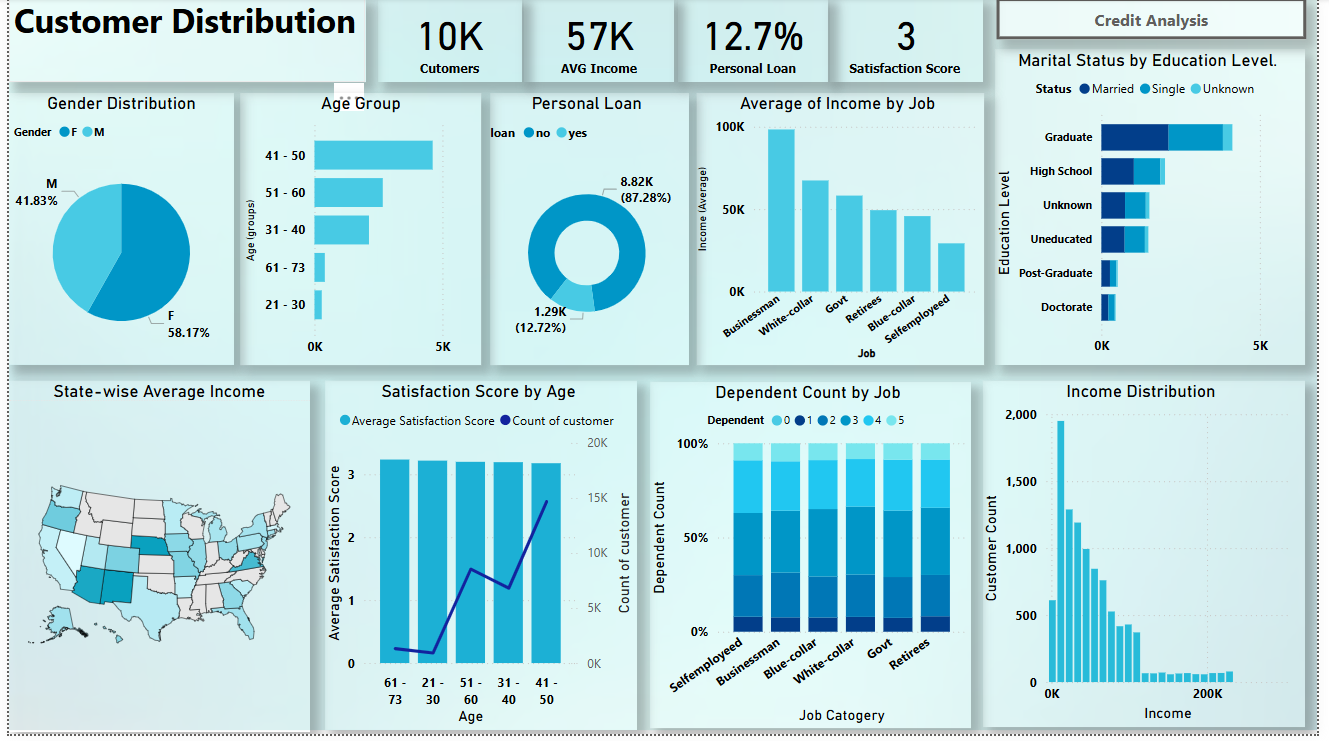 Customer Distribution
10K
Cutomers
57K
AVG Income
12.7%
Personal Loan
3
Satisfaction Score
Credit Analysis
Gender Distribution
Gender F M
M
41.83%
F
58.17%
Age Group
Age (groups)
41 - 50
51 - 60
31 - 40
61 - 73
21 - 30
0K 5K
Personal Loan
loan no yes
8.82K
(87.28%)
1.29K
(12.72%)
Average of Income by Job
Income (Average)
100K
50K
0K
Businessman
White-collar
Govt
Retirees
Blue-collar
Selfemployeed
Job
Marital Status by Education Level.
Status Married Single Unknown
Education Level
Graduate
High School
Unknown
Uneducated
Post-Graduate
Doctorate
0K 5K
State-wise Average Income
Satisfaction Score by Age
Average Satisfaction Score Count of customer
Average Satisfaction Score
3
2
1
0
20K
15K
10K
5K
0K
Count of customer
61 -
73
21 -
30
51 -
60
31 -
40
41 -
50
Age
Dependent Count by Job
Dependent 0 1 2 3 4 5
Dependent Count
100%
50%
0%
Selfemployeed
Businessman
Blue-collar
White-collar
Govt
Retirees
Job Catogery
Income Distribution
Customer Count
2,000
1,500
1,000
500
0
0K 200K
Income